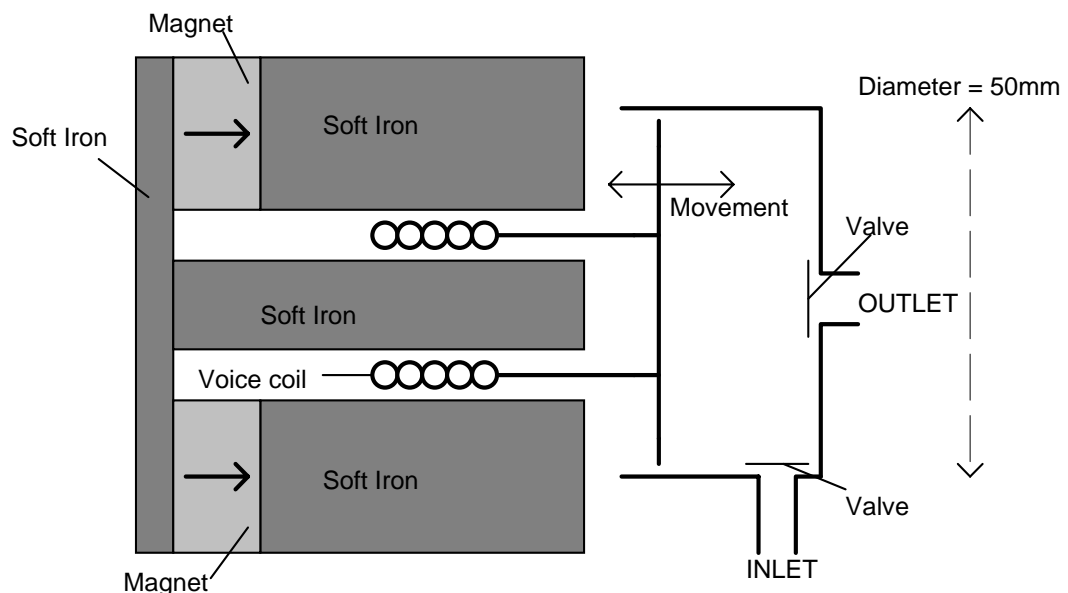 Magnet
Diameter = 50mm
Soft Iron
Soft Iron
Movement
Valve
OUTLET
Soft Iron
Voice coil
Soft Iron
Valve
INLET
Magnet